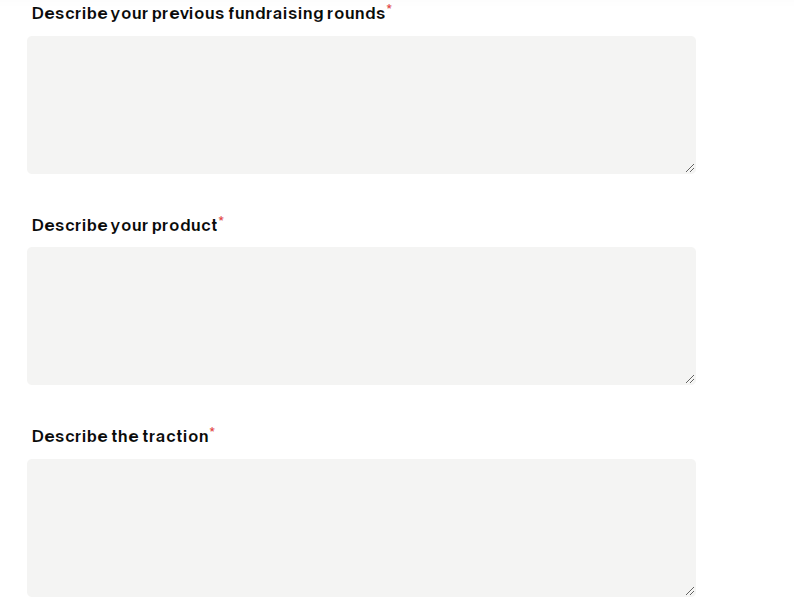 Describe your previous fundraising rounds*
Describe your product*
Describe the traction*